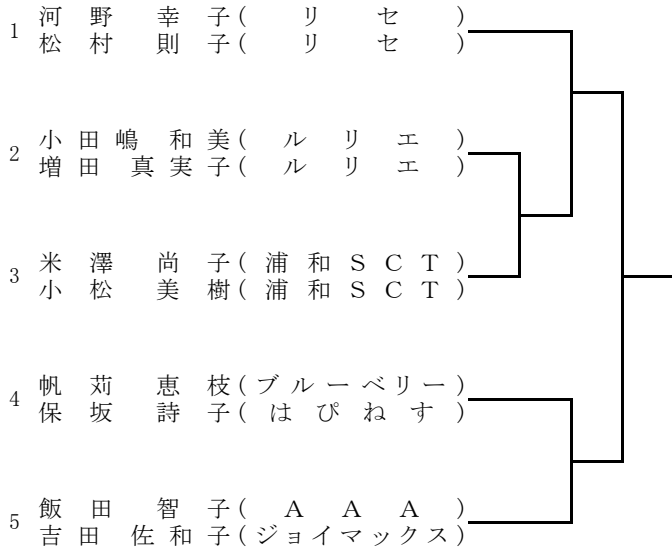 1 河野 幸子(リセ)
松村 則子(リセ)
2 小田嶋 和美(ルリエ)
増田 真実子(ルリエ)
3 米澤 尚子(浦和SCT)
小松 美樹(浦和SCT)
4 帆苅 恵枝(ブルーベリー)
保坂 詩子(はぴねす)
5 飯田 智子(AAA)
吉田 佐和子(ジョイマックス)